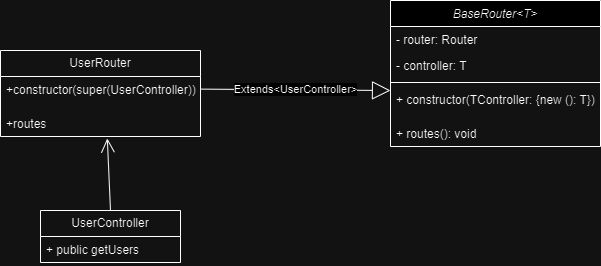 BaseRouter<T>
- router: Router
- controller: T
+ constructor(TController: {new (): T})
+ routes(): void
UserRouter
+constructor(super(UserController))
+routes
Extends<UserController>
UserController
+ public getUsers